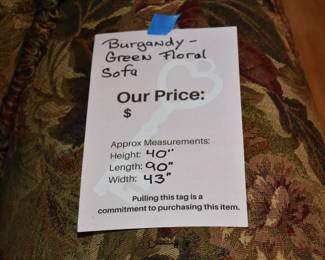 Burgandy -
Green Floral
Sofa
Our Price:
$
Approx Measurements:
Height: 40"
Length: 90"
Width: 43"
Pulling this tag is a
commitment to purchasing this item.